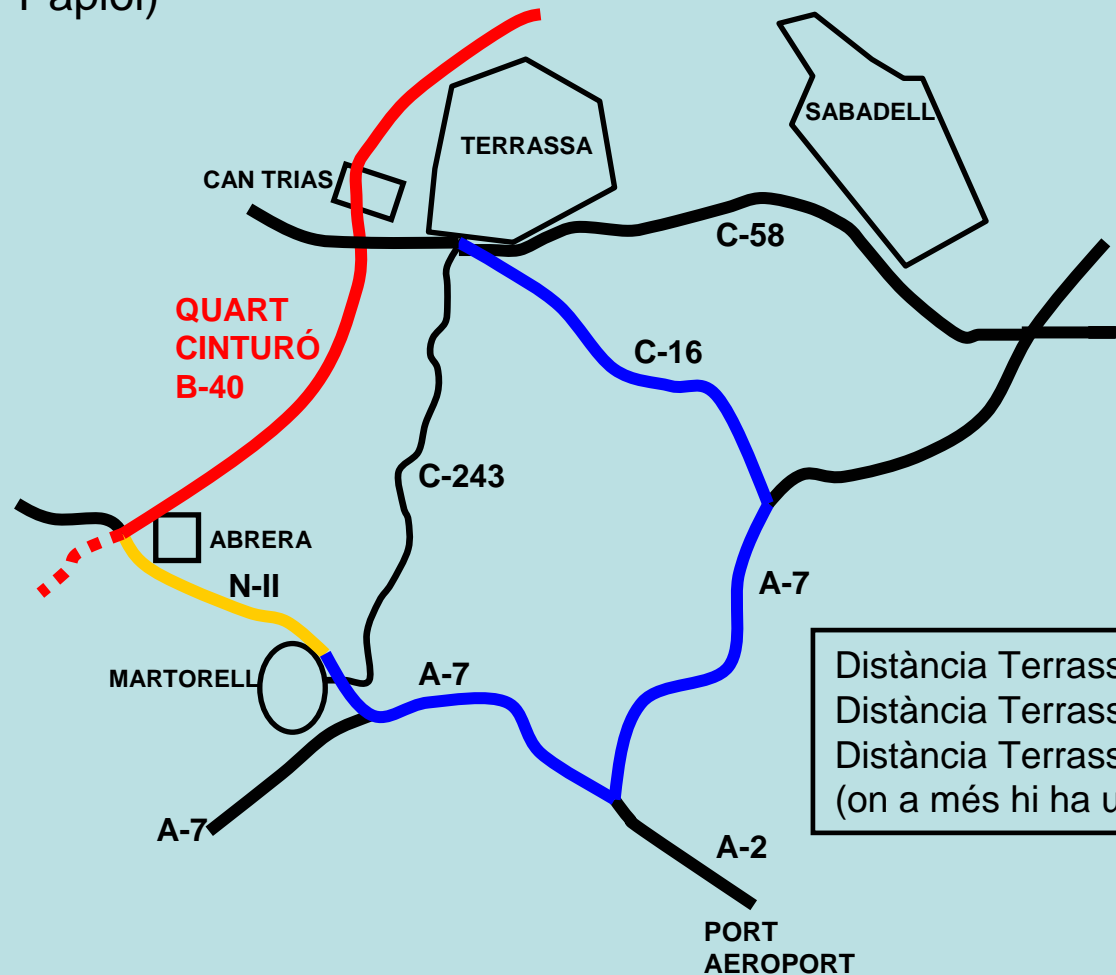 Papiol)
SABADELL
TERRASSA
CAN TRIAS
C-58
QUART
CINTURÓ
B-40
C-16
C-243
ABRERA
N-II
A-7
MARTORELL
A-7
Distància Terrass
Distància Terrass
Distància Terrass
(on a més hi ha u
A-7
A-2
PORT
AEROPORT